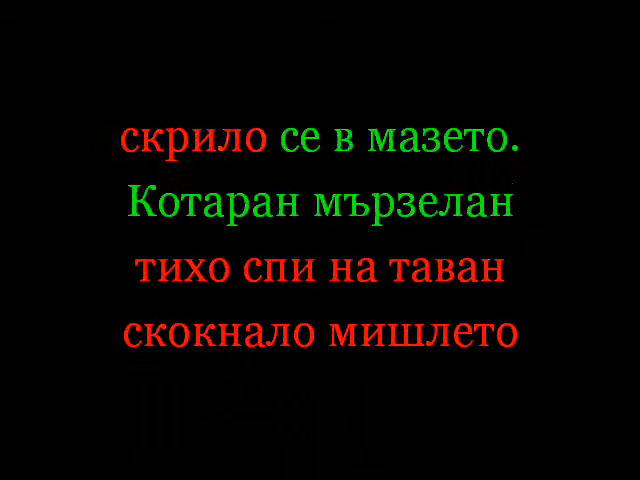 скрило се в мазето.
Котаран мързелан
тихо спи на таван
скокнало мишлето